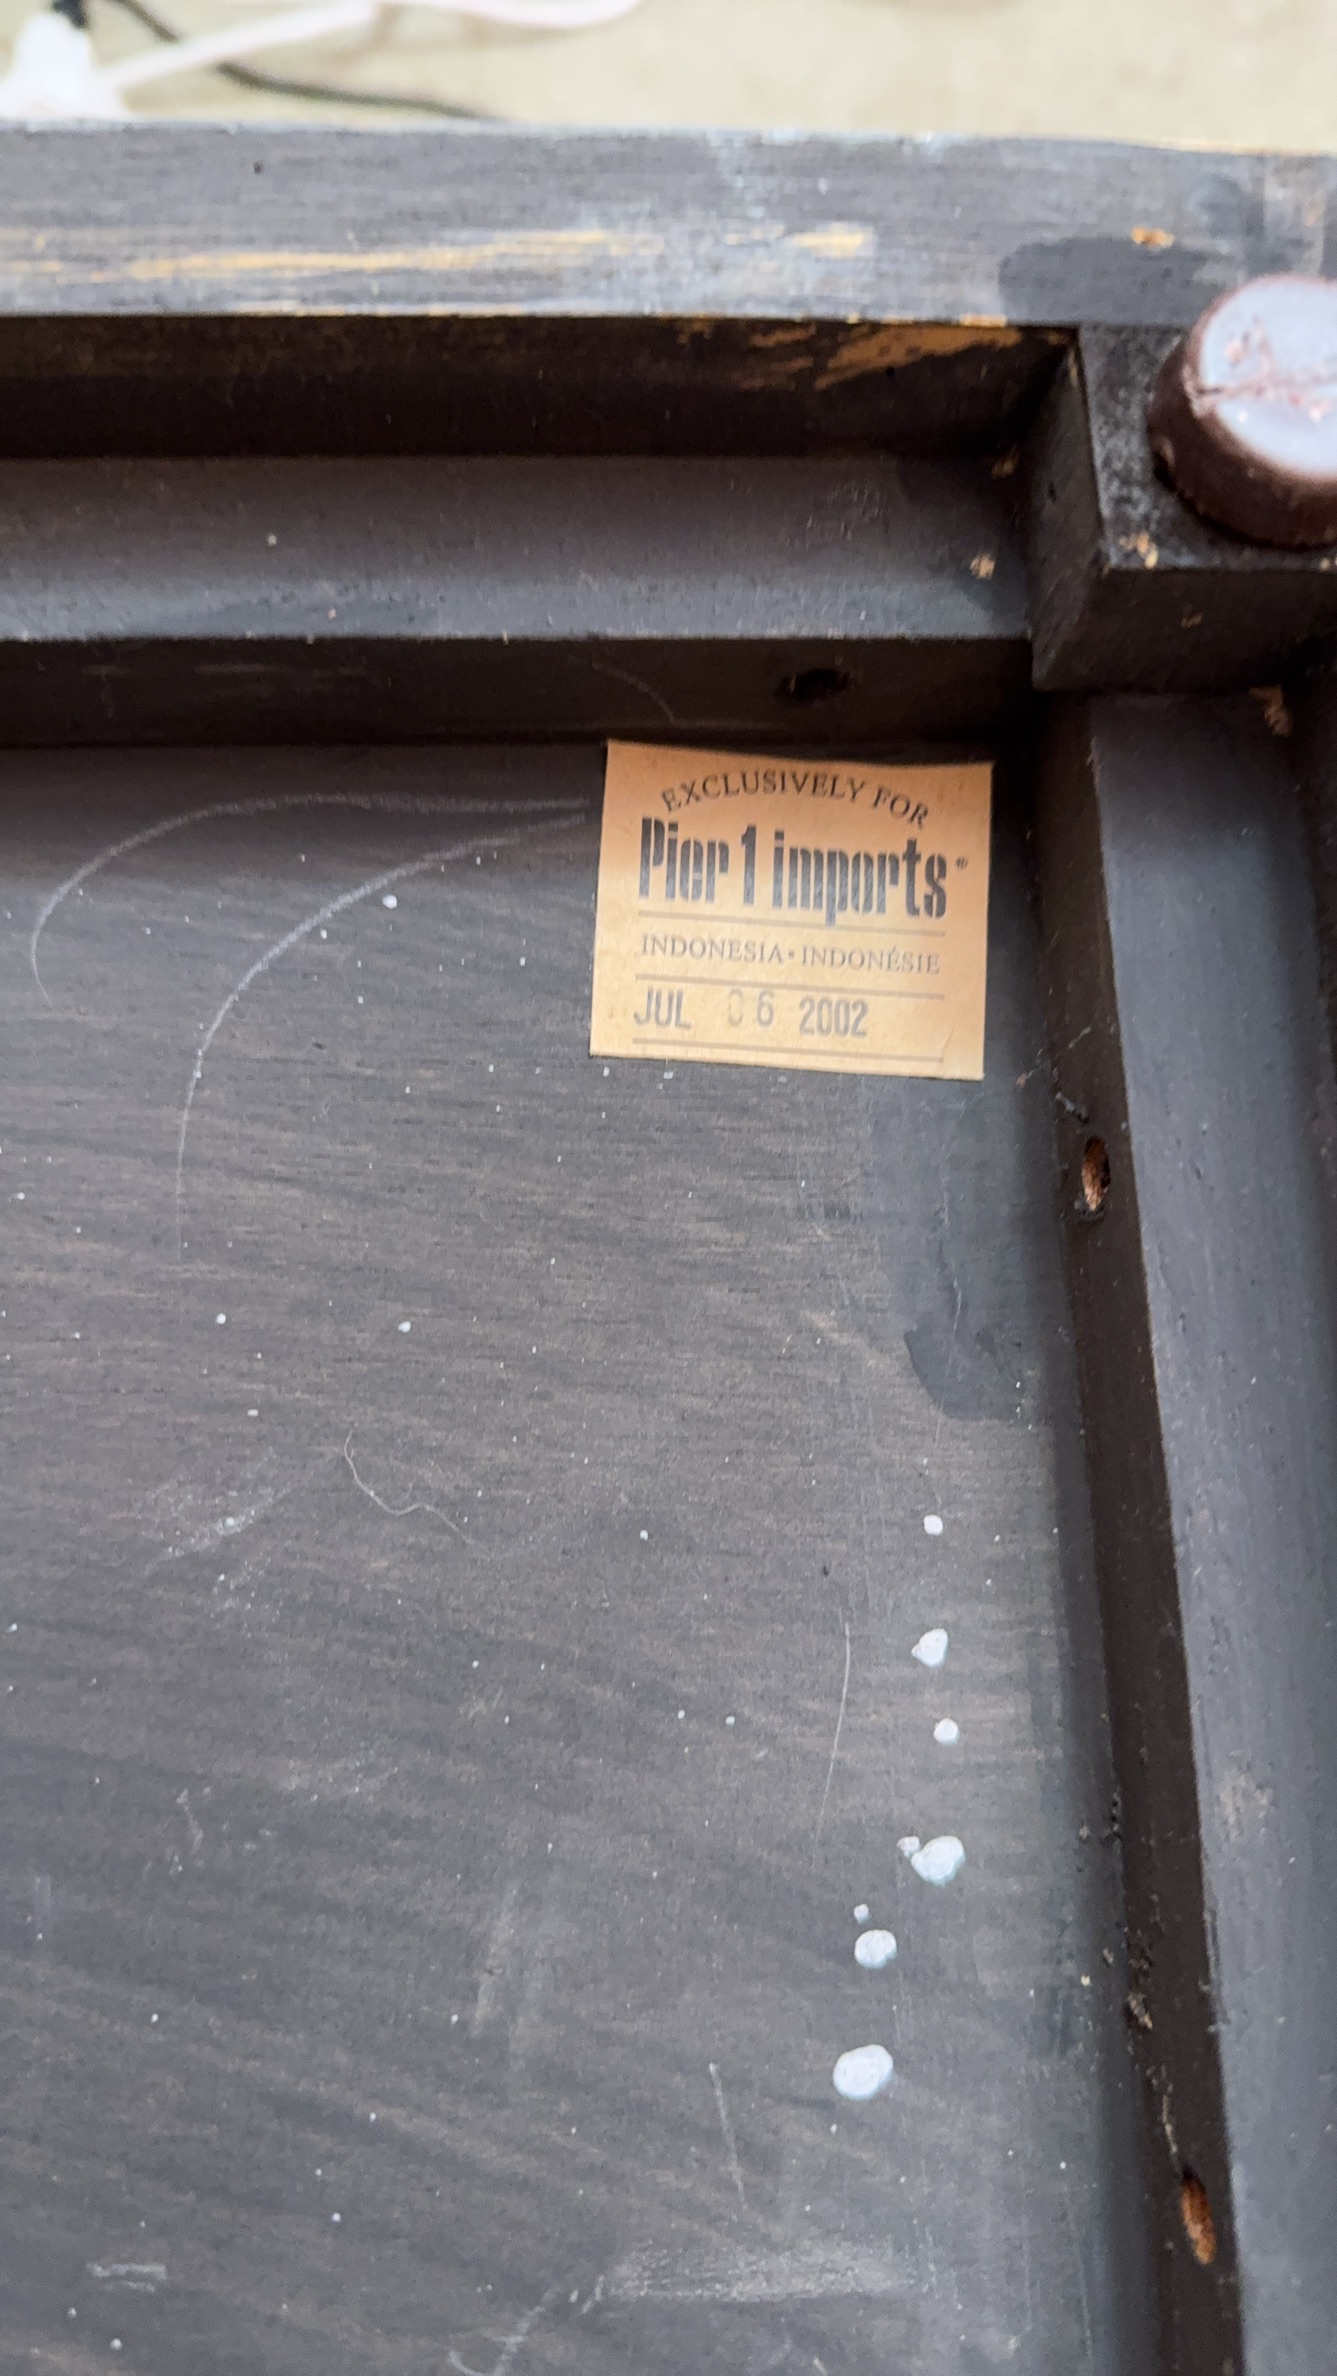 EXCLUSIVELY FOR
Pier 1 imports®
INDONESIA • INDONÉSIE
JUL 06 2002